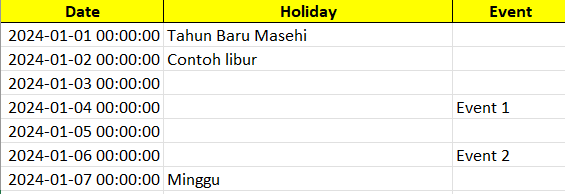 Date Holiday Event
2024-01-01 00:00:00 Tahun Baru Masehi
2024-01-02 00:00:00 Contoh libur
2024-01-03 00:00:00
2024-01-04 00:00:00 Event 1
2024-01-05 00:00:00
2024-01-06 00:00:00 Event 2
2024-01-07 00:00:00 Minggu